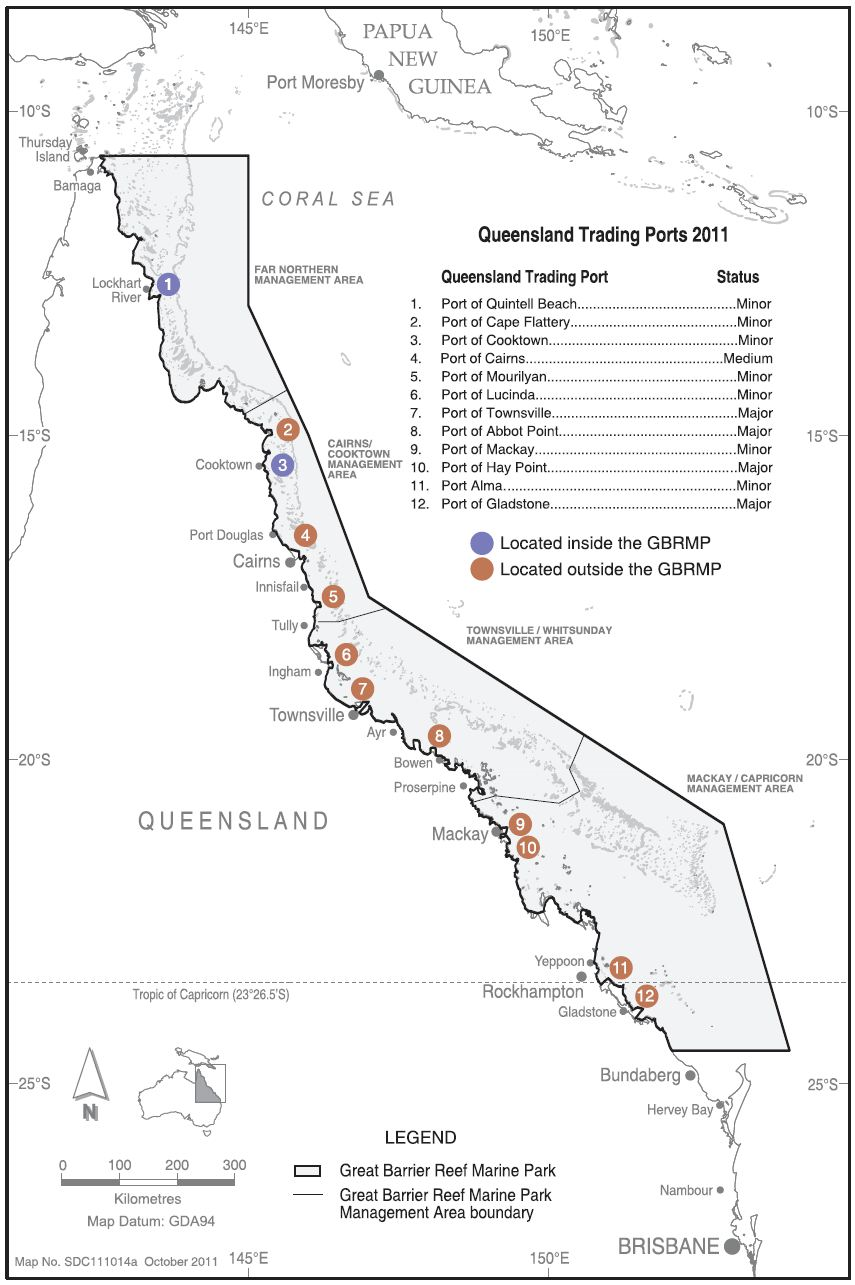 145°E
150°E
PAPUA
NEW
GUINEA
Port Moresby
10°S
10°S
Thursday
Island
Bamaga
CORAL SEA
Queensland Trading Ports 2011
Queensland Trading Port Status
1. Port of Quintell Beach..............................Minor
2. Port of Cape Flattery................................Minor
3. Port of Cooktown.....................................Minor
4. Port of Cairns...........................................Medium
5. Port of Mourilyan......................................Minor
6. Port of Lucinda.........................................Minor
7. Port of Townsville.....................................Major
8. Port of Abbot Point...................................Major
9. Port of Mackay.........................................Minor
10. Port of Hay Point......................................Major
11. Port Alma.................................................Minor
12. Port of Gladstone.....................................Major
Located inside the GBRMP
Located outside the GBRMP
FAR NORTHERN
MANAGEMENT AREA
Lockhart
River
1
15°S
15°S
2
CAIRNS/
COOKTOWN
MANAGEMENT
AREA
Cooktown
3
Port Douglas
4
Cairns
Innisfail
5
Tully
TOWNSVILLE / WHITSUNDAY
MANAGEMENT AREA
6
Ingham
7
Townsville
Ayr
8
20°S
20°S
Bowen
Proserpine
MACKAY / CAPRICORN
MANAGEMENT AREA
QUEENSLAND
Mackay
9
10
Yeppoon
11
Rockhampton
Tropic of Capricorn (23°26.5'S)
12
Gladstone
25°S
25°S
Bundaberg
Hervey Bay
N
LEGEND
Great Barrier Reef Marine Park
Great Barrier Reef Marine Park
Management Area boundary
0 100 200 300
Kilometres
Map Datum: GDA94
Nambour
BRISBANE
Map No. SDC111014a October 2011
145°E
150°E